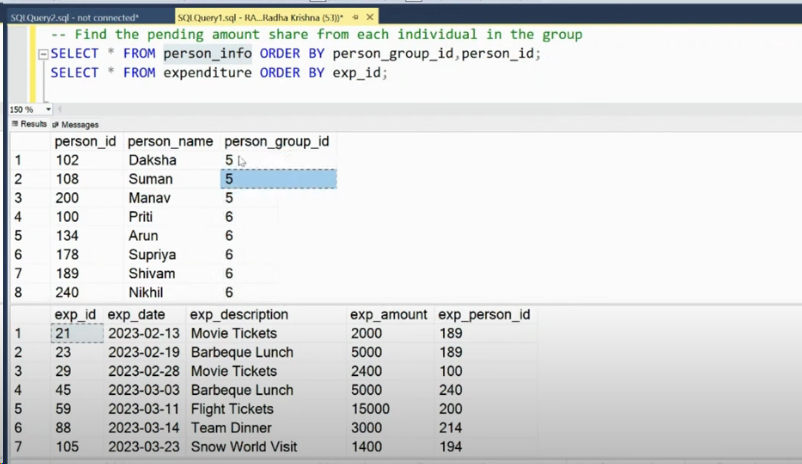 SQLQuery2.sql - not connected* SQLQuery1.sql - RA...Radha Krishna (53))*
-- Find the pending amount share from each individual in the group
SELECT * FROM person_info ORDER BY person_group_id,person_id;
SELECT * FROM expenditure ORDER BY exp_id;
150 %
Results Messages
person_id person_name person_group_id
1 102 Daksha 5
2 108 Suman 5
3 200 Manav 5
4 100 Priti 6
5 134 Arun 6
6 178 Supriya 6
7 189 Shivam 6
8 240 Nikhil 6
exp_id exp_date exp_description exp_amount exp_person_id
1 21 2023-02-13 Movie Tickets 2000 189
2 23 2023-02-19 Barbeque Lunch 5000 189
3 29 2023-02-28 Movie Tickets 2400 100
4 45 2023-03-03 Barbeque Lunch 5000 240
5 59 2023-03-11 Flight Tickets 15000 200
6 88 2023-03-14 Team Dinner 3000 214
7 105 2023-03-23 Snow World Visit 1400 194